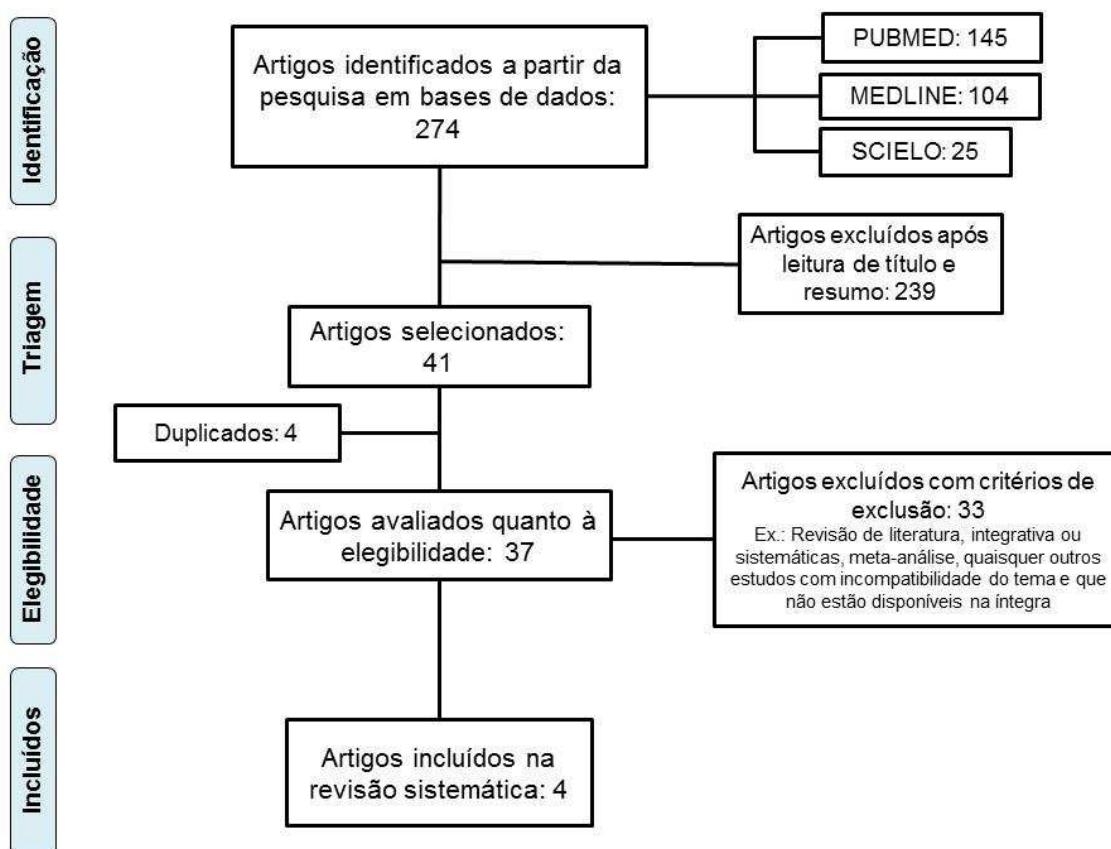 Identificação
Artigos identificados a partir da
pesquisa em bases de dados:
274
PUBMED: 145
MEDLINE: 104
SCIELO: 25
Triagem
Artigos excluídos após
leitura de título e
resumo: 239
Artigos selecionados:
41
Duplicados: 4
Elegibilidade
Artigos avaliados quanto à
elegibilidade: 37
Artigos excluídos com critérios de
exclusão: 33
Ex.: Revisão de literatura, integrativa ou
sistemáticas, meta-análise, quaisquer outros
estudos com incompatibilidade do tema e que
não estão disponíveis na íntegra
Incluídos
Artigos incluídos na
revisão sistemática: 4